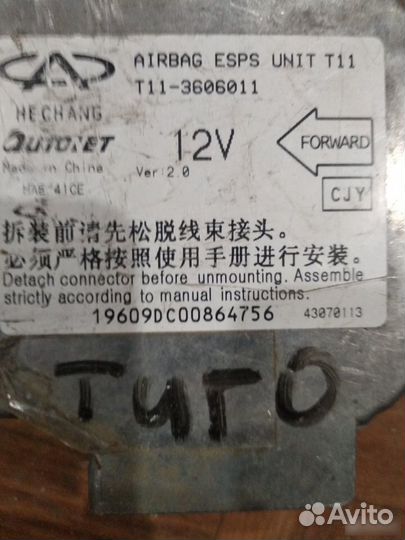 AIRBAG ESPS UNIT T11
T11-3606011
HECHANG
AUTONET
12V
FORWARD
Made in China
Ver:2.0
CJY
拆装前请先松脱线束接头。
必须严格按照使用手册进行安装。
Detach connector before unmounting. Assemble
strictly according to manual instructions.
19609DC00864756
43070113
тиго
Avito